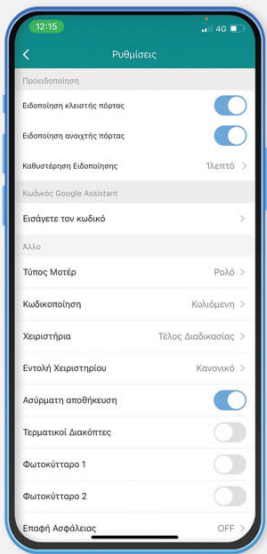 12:15
4G
Ρυθμίσεις
Προειδοποίηση
Ειδοποίηση κλειστής πόρτας
Ειδοποίηση ανοιχτής πόρτας
Καθυστέρηση Ειδοποίησης 1λεπτό
Κωδικός Google Assistant
Εισάγετε τον κωδικό
Άλλο
Τύπος Μοτέρ Ρολό
Κωδικοποίηση Κυλιόμενη
Χειριστήρια Τέλος Διαδικασίας
Εντολή Χειριστηρίου Κανονικό
Ασύρματη αποθήκευση
Τερματικοί Διακόπτες
Φωτοκύτταρο 1
Φωτοκύτταρο 2
Επαφή Ασφάλειας OFF